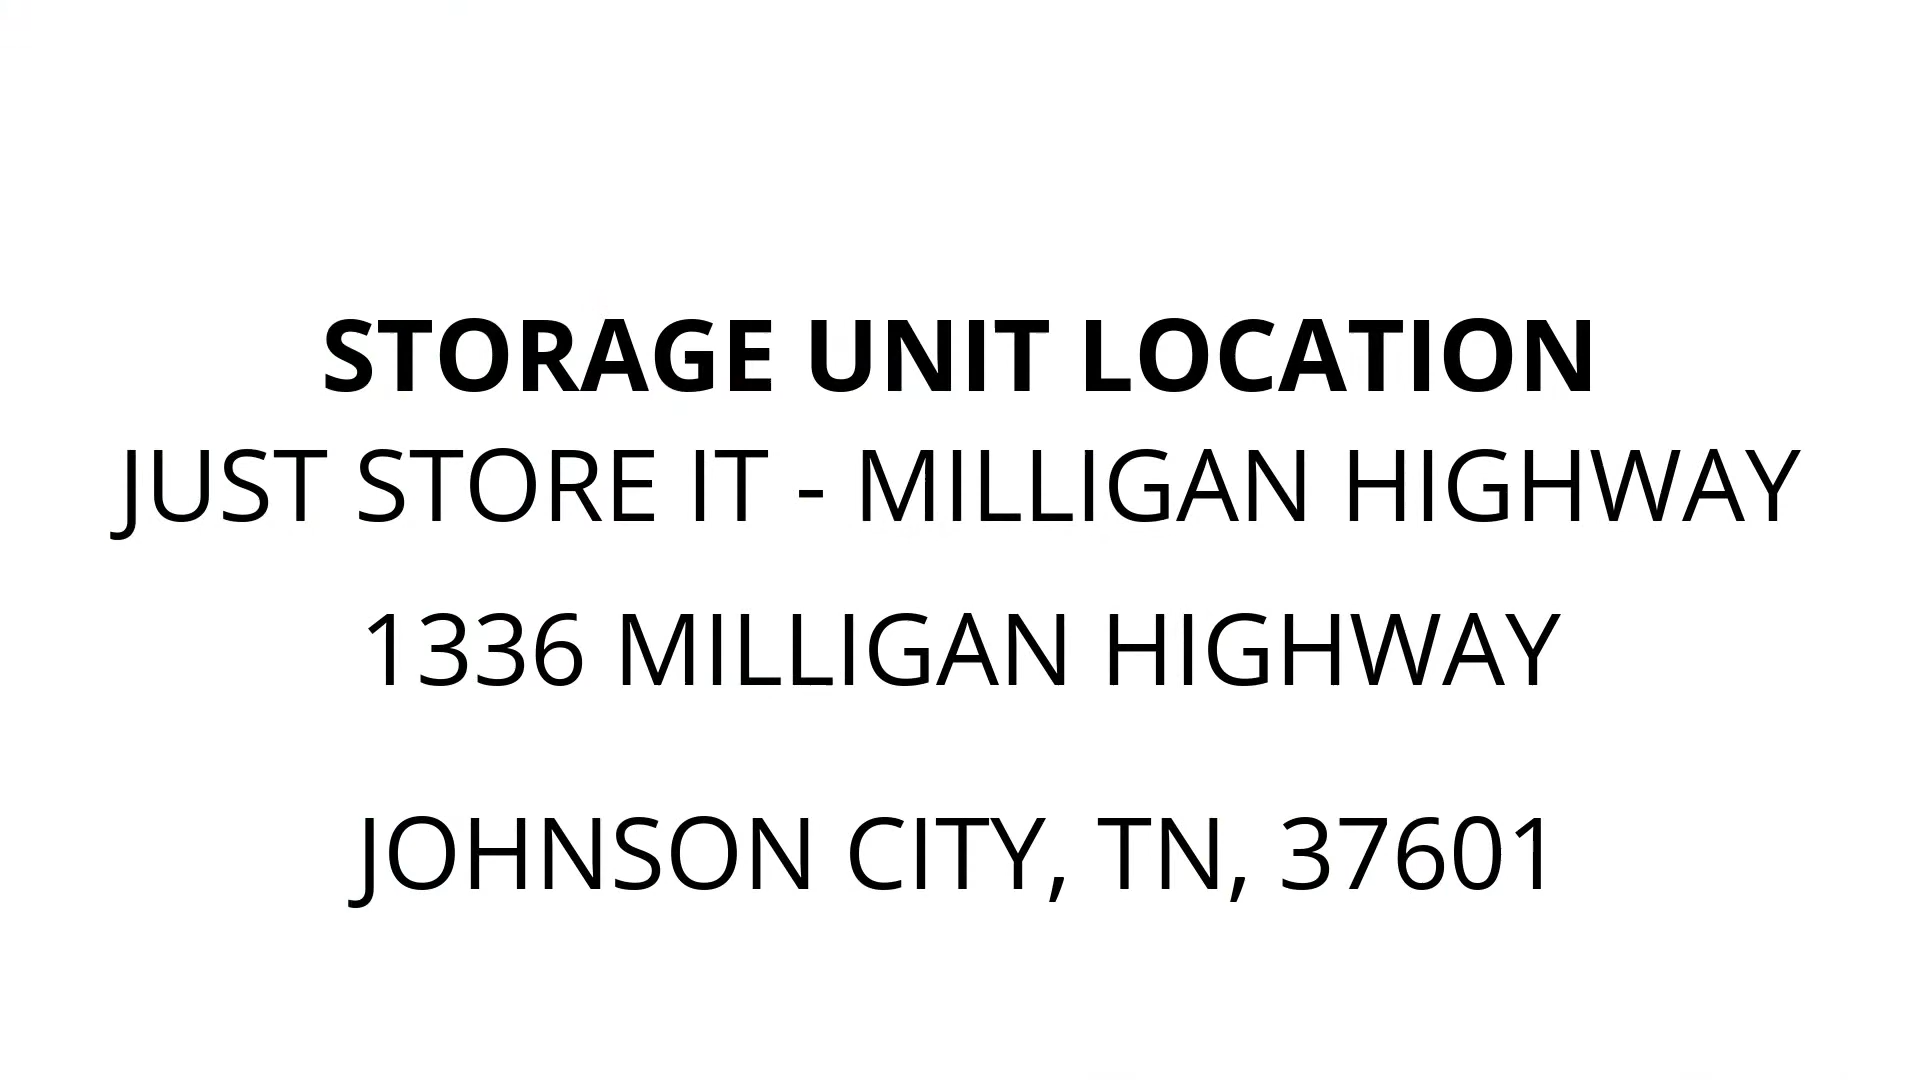 STORAGE UNIT LOCATION
JUST STORE IT - MILLIGAN HIGHWAY
1336 MILLIGAN HIGHWAY
JOHNSON CITY, TN, 37601